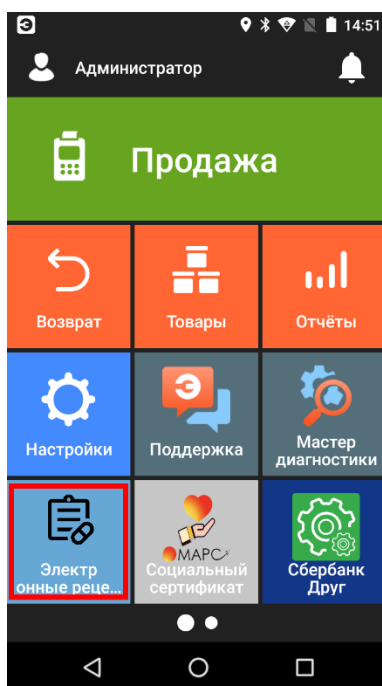 14:51
Администратор
Продажа
Возврат
Товары
Отчёты
Настройки
Поддержка
Мастер
диагностики
Электр
онные реце...
МАРС
Социальный
сертификат
Сбербанк
Друг